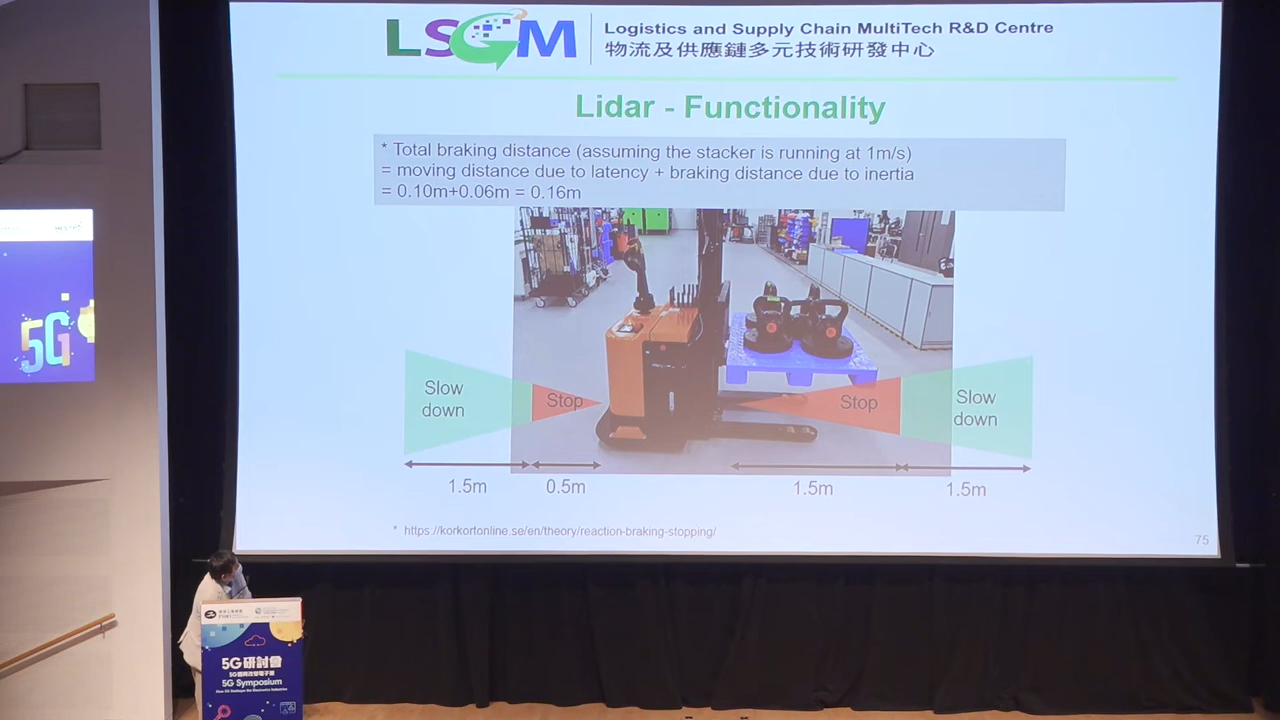 LSCM
Logistics and Supply Chain MultiTech R&D Centre
物流及供應鏈多元技術研發中心
Lidar - Functionality
* Total braking distance (assuming the stacker is running at 1m/s)
= moving distance due to latency + braking distance due to inertia
= 0.10m+0.06m = 0.16m
Slow
down
Stop
Stop
Slow
down
1.5m
0.5m
1.5m
1.5m
* https://korkortonline.se/en/theory/reaction-braking-stopping/
75
5G
5G研討會
5G Symposium